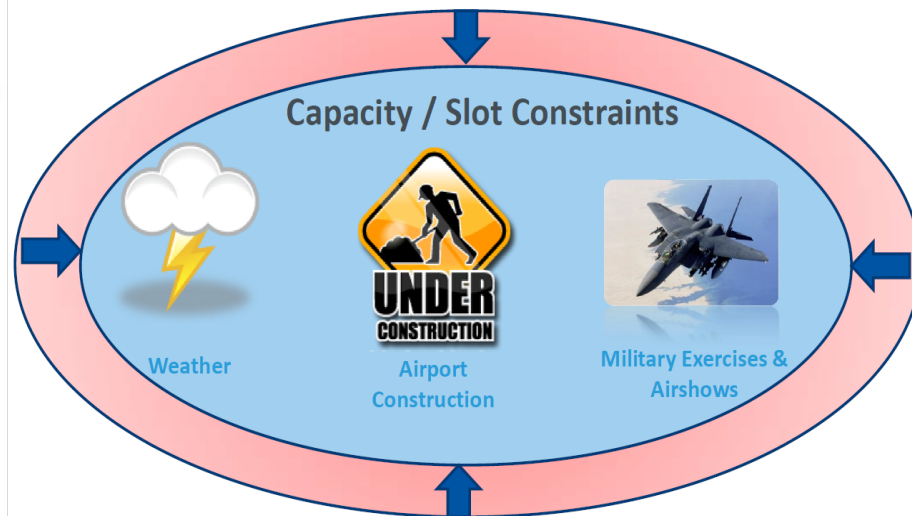 Capacity / Slot Constraints
UNDER
CONSTRUCTION
Weather
Airport
Construction
Military Exercises &
Airshows